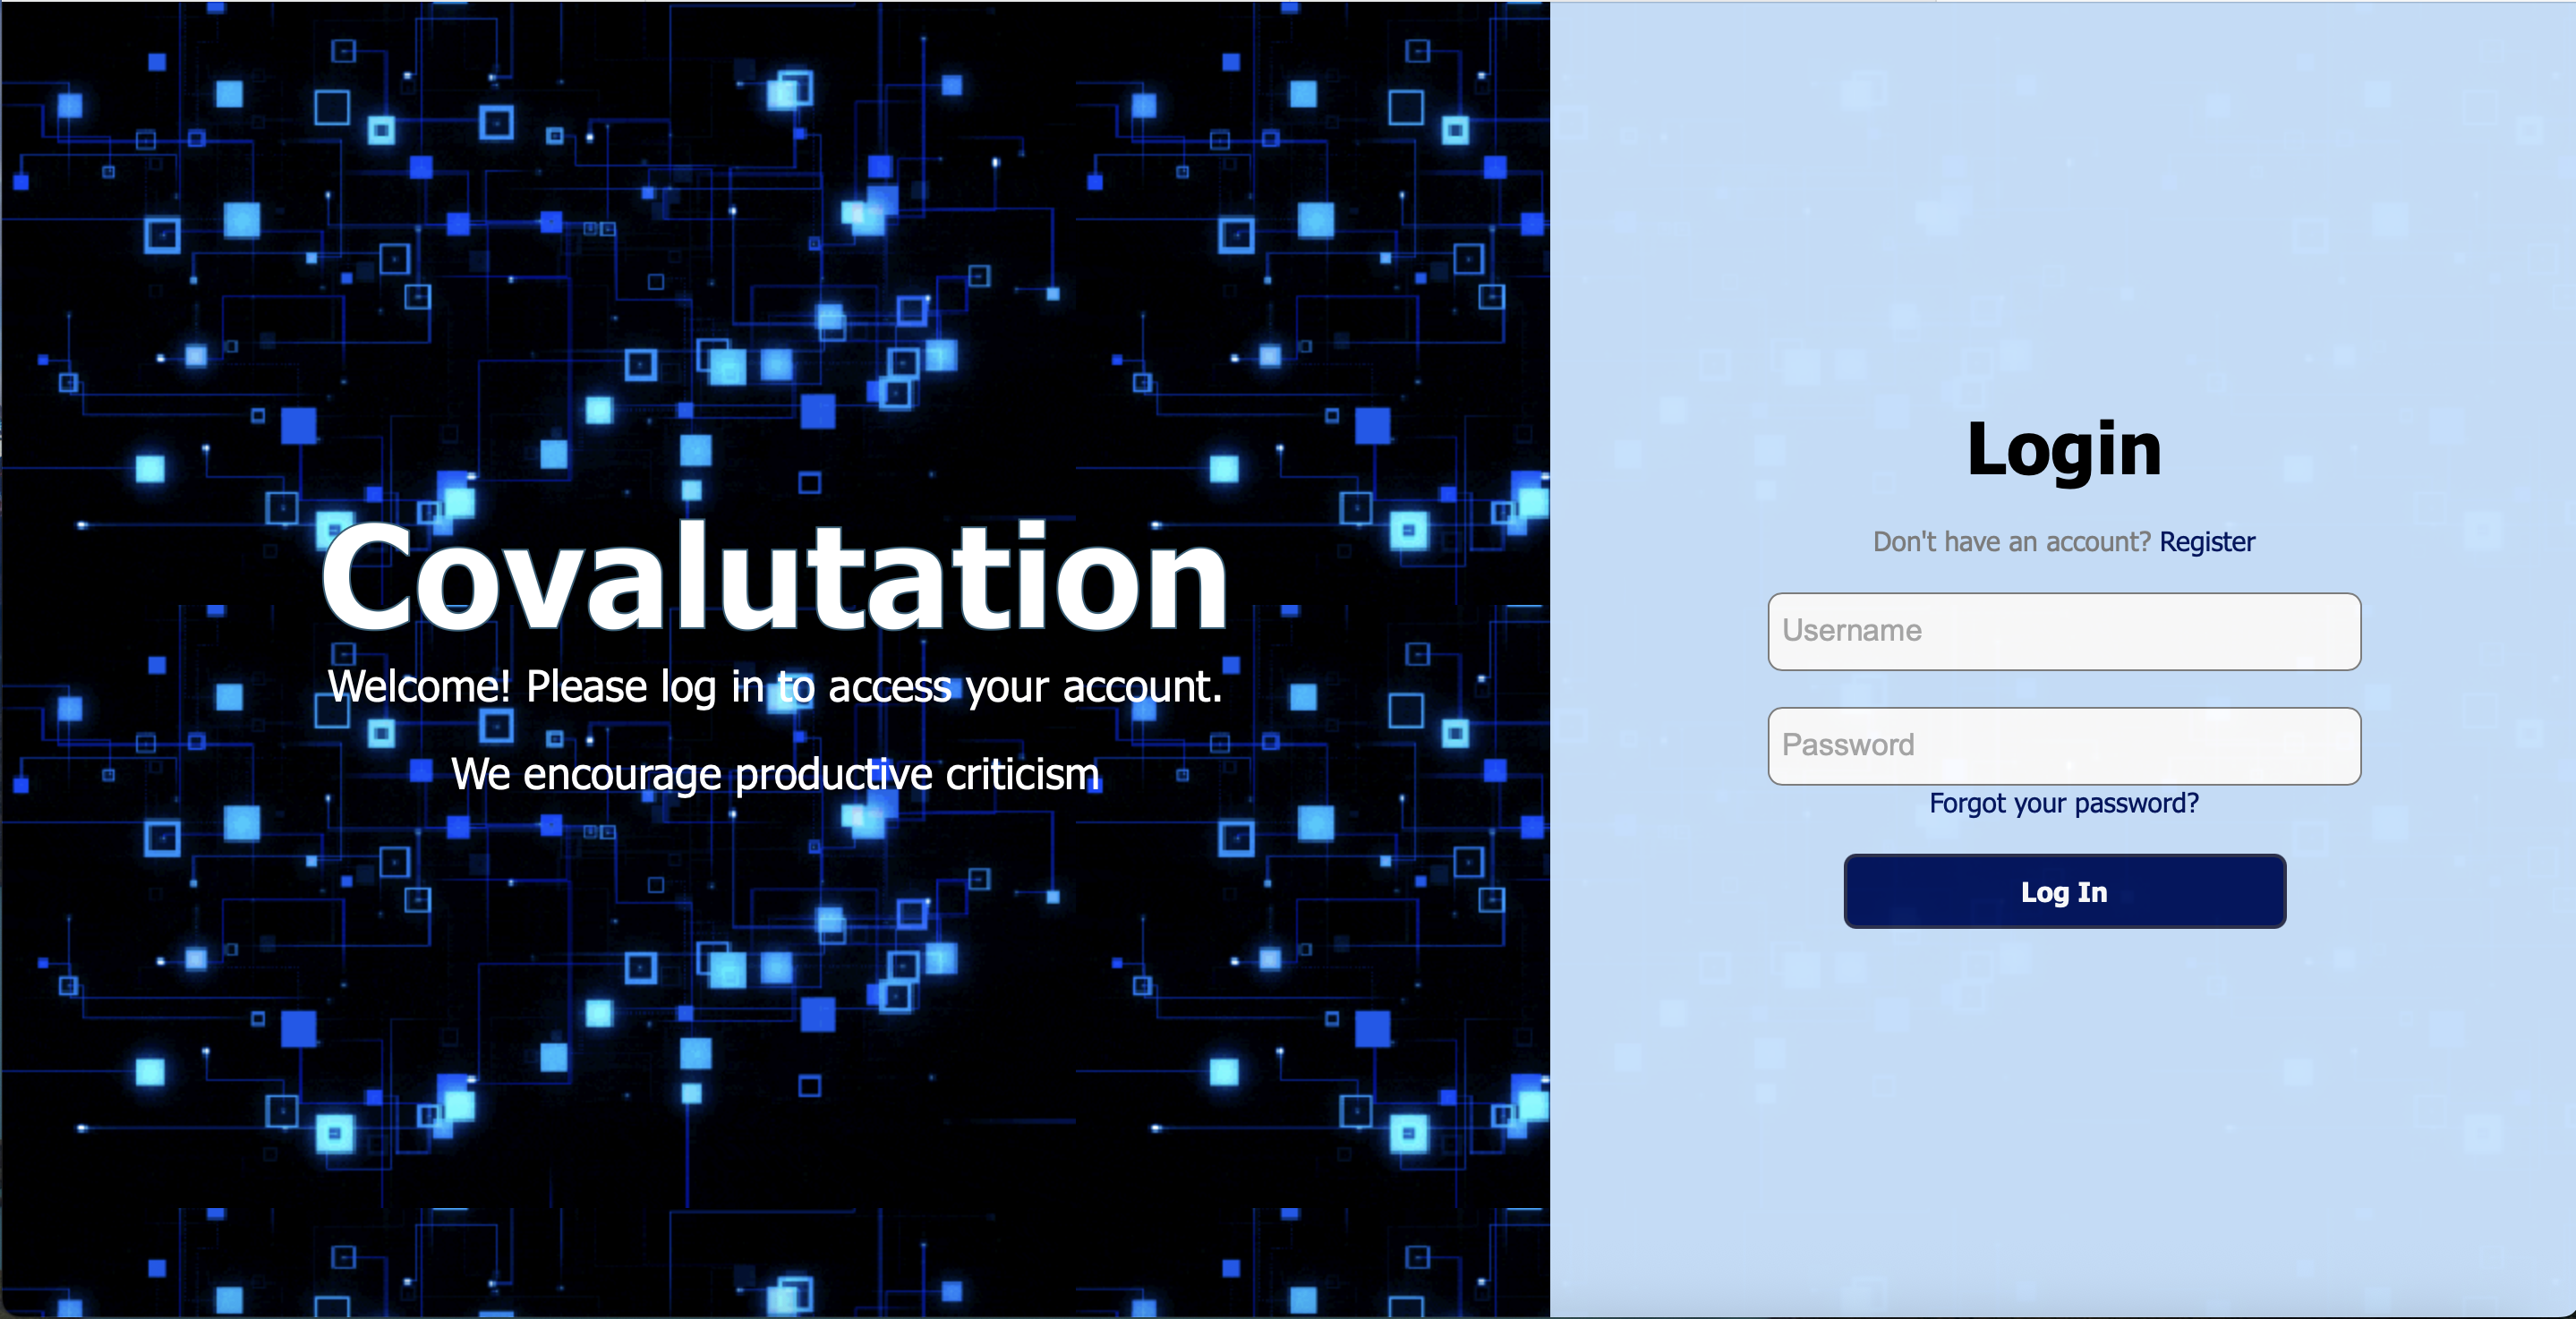 Covalutation
Welcome! Please log in to access your account.
We encourage productive criticism
Login
Don't have an account? Register
Username
Password
Forgot your password?
Log In